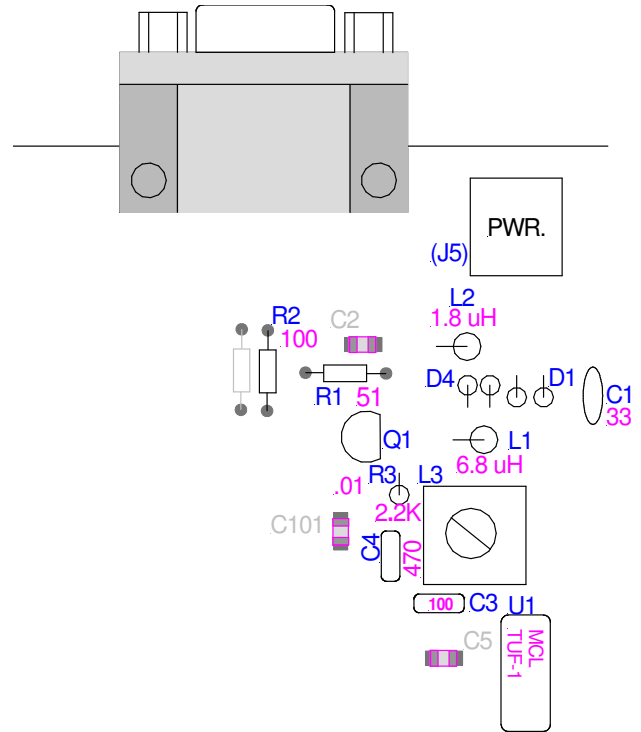 PWR.
(J5)
L2
1.8 uH
R2
100
C2
D4
D1
R1
51
C1
33
Q1
L1
6.8 uH
.01
R3
L3
2.2K
C101
C4
470
100
C3
U1
C5
MCL
TUF-1